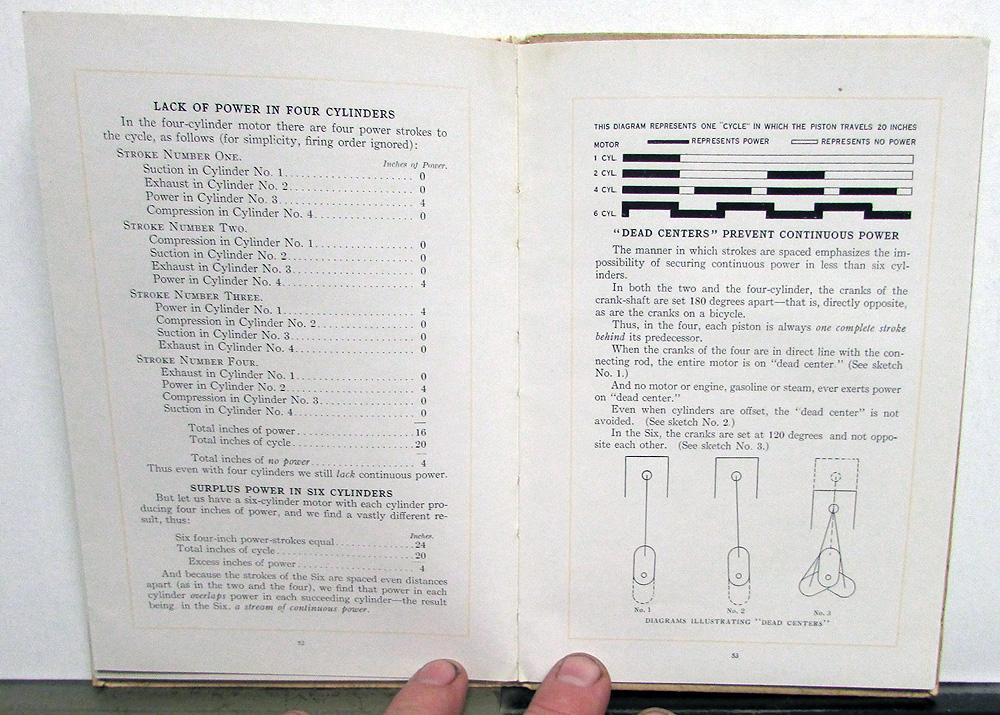 LACK OF POWER IN FOUR CYLINDERS
In the four-cylinder motor there are four power strokes to
the cycle, as follows (for simplicity, firing order ignored):
STROKE NUMBER ONE.
Inches of Power.
Suction in Cylinder No. 1 0
Exhaust in Cylinder No. 2 0
Power in Cylinder No. 3 4
Compression in Cylinder No. 4 0
STROKE NUMBER TWO.
Compression in Cylinder No. 1 0
Suction in Cylinder No. 2 0
Exhaust in Cylinder No. 3 0
Power in Cylinder No. 4 4
STROKE NUMBER THREE.
Power in Cylinder No. 1 4
Compression in Cylinder No. 2 0
Suction in Cylinder No. 3 0
Exhaust in Cylinder No. 4 0
STROKE NUMBER FOUR.
Exhaust in Cylinder No. 1 0
Power in Cylinder No. 2 4
Compression in Cylinder No. 3 0
Suction in Cylinder No. 4 0
Total inches of power 16
Total inches of cycle 20
Total inches of no power 4
Thus even with four cylinders we still lack continuous power.
SURPLUS POWER IN SIX CYLINDERS
But let us have a six-cylinder motor with each cylinder pro-
ducing four inches of power, and we find a vastly different re-
sult, thus:
Inches.
Six four-inch power-strokes equal 24
Total inches of cycle 20
Excess inches of power 4
And because the strokes of the Six are spaced even distances
apart (as in the two and the four), we find that power in each
cylinder overlaps power in each succeeding cylinder—the result
being, in the Six, a stream of continuous power.
52
THIS DIAGRAM REPRESENTS ONE "CYCLE" IN WHICH THE PISTON TRAVELS 20 INCHES
MOTOR REPRESENTS POWER REPRESENTS NO POWER
1 CYL.
2 CYL.
4 CYL.
6 CYL.
"DEAD CENTERS" PREVENT CONTINUOUS POWER
The manner in which strokes are spaced emphasizes the im-
possibility of securing continuous power in less than six cyl-
inders.
In both the two and the four-cylinder, the cranks of the
crank-shaft are set 180 degrees apart—that is, directly opposite,
as are the cranks on a bicycle.
Thus, in the four, each piston is always one complete stroke
behind its predecessor.
When the cranks of the four are in direct line with the con-
necting rod, the entire motor is on "dead center." (See sketch
No. 1.)
And no motor or engine, gasoline or steam, ever exerts power
on "dead center."
Even when cylinders are offset, the "dead center" is not
avoided. (See sketch No. 2.)
In the Six, the cranks are set at 120 degrees and not oppo-
site each other. (See sketch No. 3.)
No. 1 No. 2 No. 3
DIAGRAMS ILLUSTRATING "DEAD CENTERS"
53